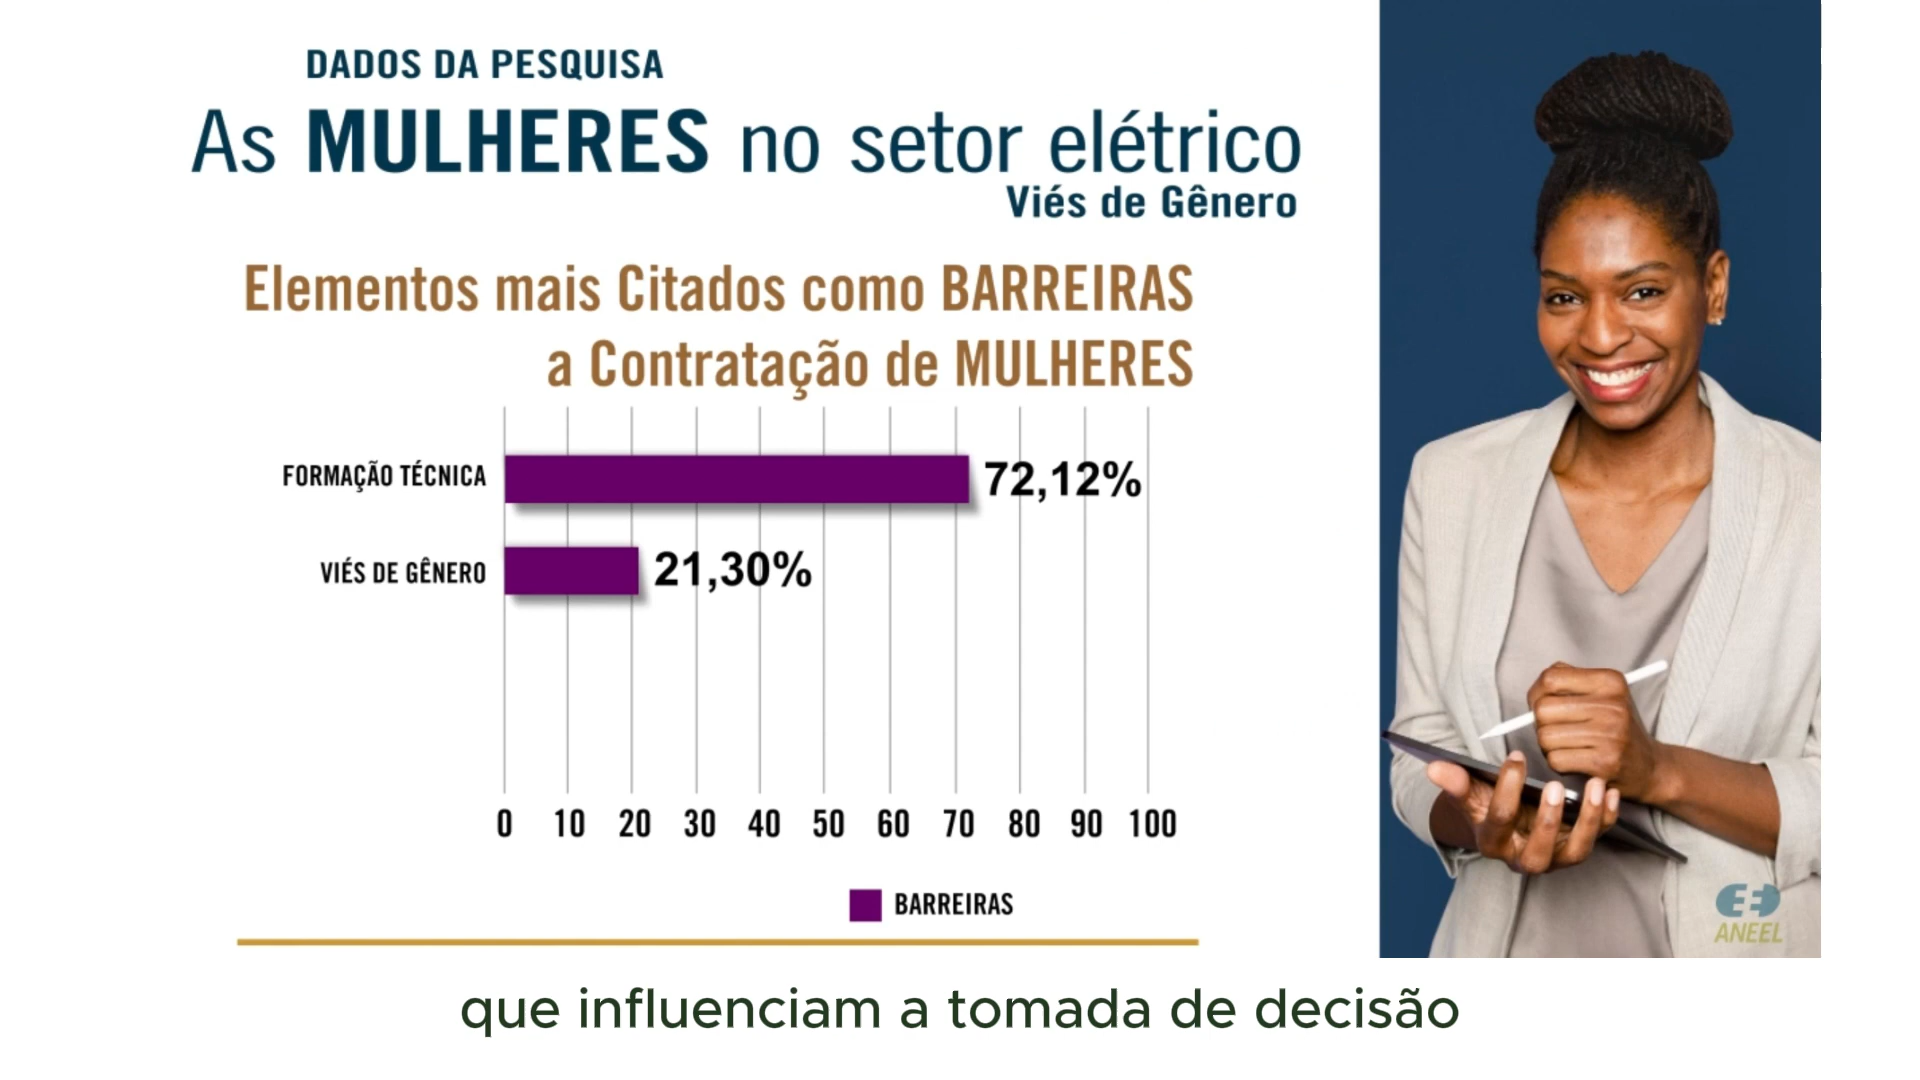 DADOS DA PESQUISA
As MULHERES no setor elétrico
Viés de Gênero
Elementos mais Citados como BARREIRAS
a Contratação de MULHERES
FORMAÇÃO TÉCNICA 72,12%
VIÉS DE GÊNERO 21,30%
0 10 20 30 40 50 60 70 80 90 100
BARREIRAS
ANEEL
que influenciam a tomada de decisão